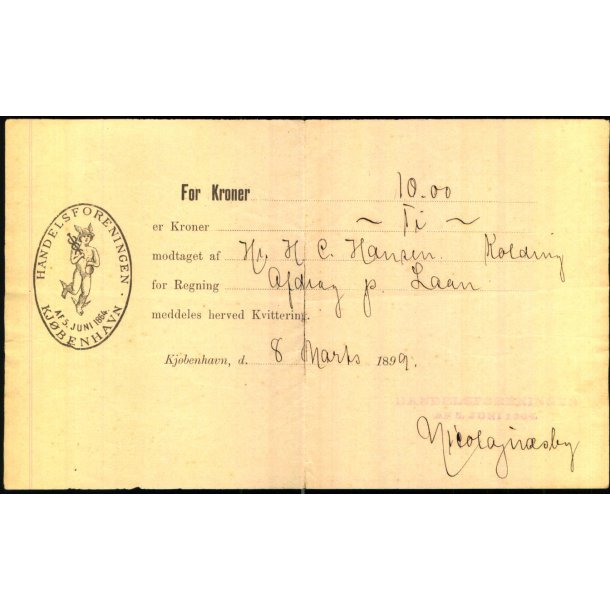 HANDELSFORENINGEN
AF 5. JUNI 1864
KJØBENHAVN
For Kroner 10.00
er Kroner ~ Ti ~
modtaget af Hr H. C. Hansen. Kolding
for Regning Afdrag p. Laan
meddeles herved Kvittering.
Kjøbenhavn, d. 8 Marts 1899.
HANDELSFORENINGEN
AF 5. JUNI 1864